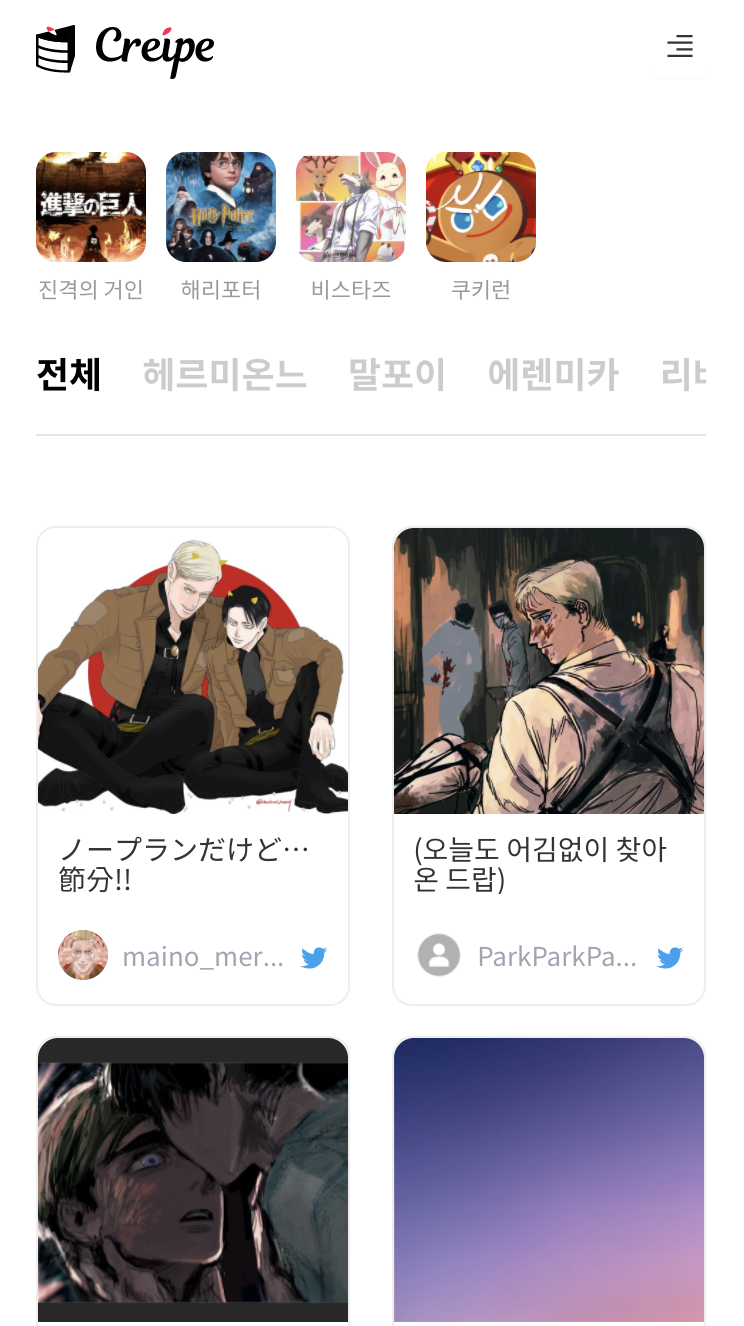 Creipe
進撃の巨人
Harry Potter
진격의 거인
해리포터
비스타즈
쿠키런
전체
헤르미온느
말포이
에렌미카
ノープランだけど…
節分!!
(오늘도 어김없이 찾아
온 드랍)
maino_mer...
ParkParkPa...